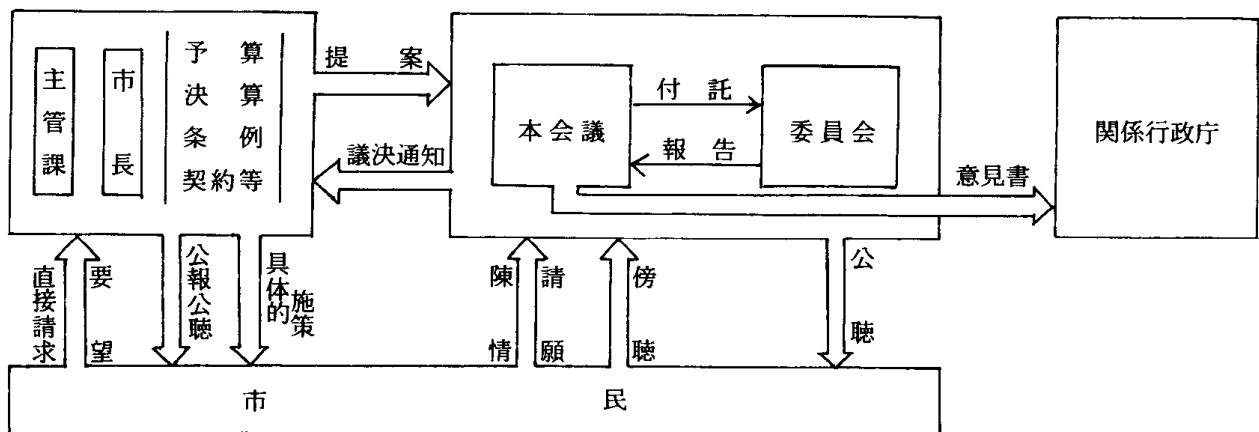 主管課
市長
予算
決算
条例
契約等
提案
議決通知
本会議
付託
報告
委員会
意見書
関係行政庁
直接請求
要望
公報公聴
具体的施策
陳情
請願
傍聴
公聴
市民